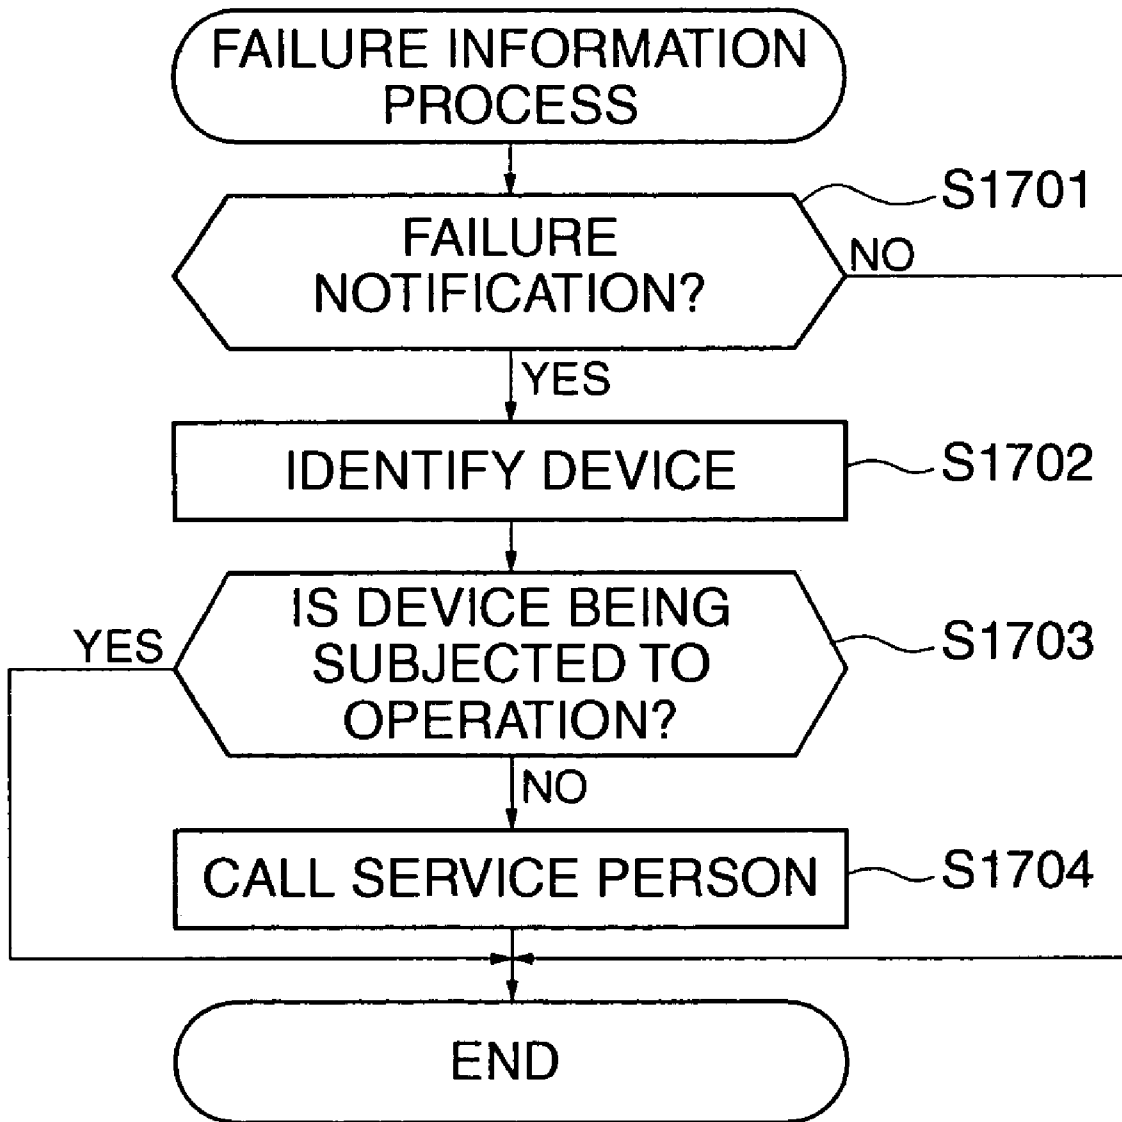 FAILURE INFORMATION
PROCESS
S1701
FAILURE
NOTIFICATION?
NO
YES
IDENTIFY DEVICE
S1702
IS DEVICE BEING
SUBJECTED TO
OPERATION?
YES
S1703
NO
CALL SERVICE PERSON
S1704
END